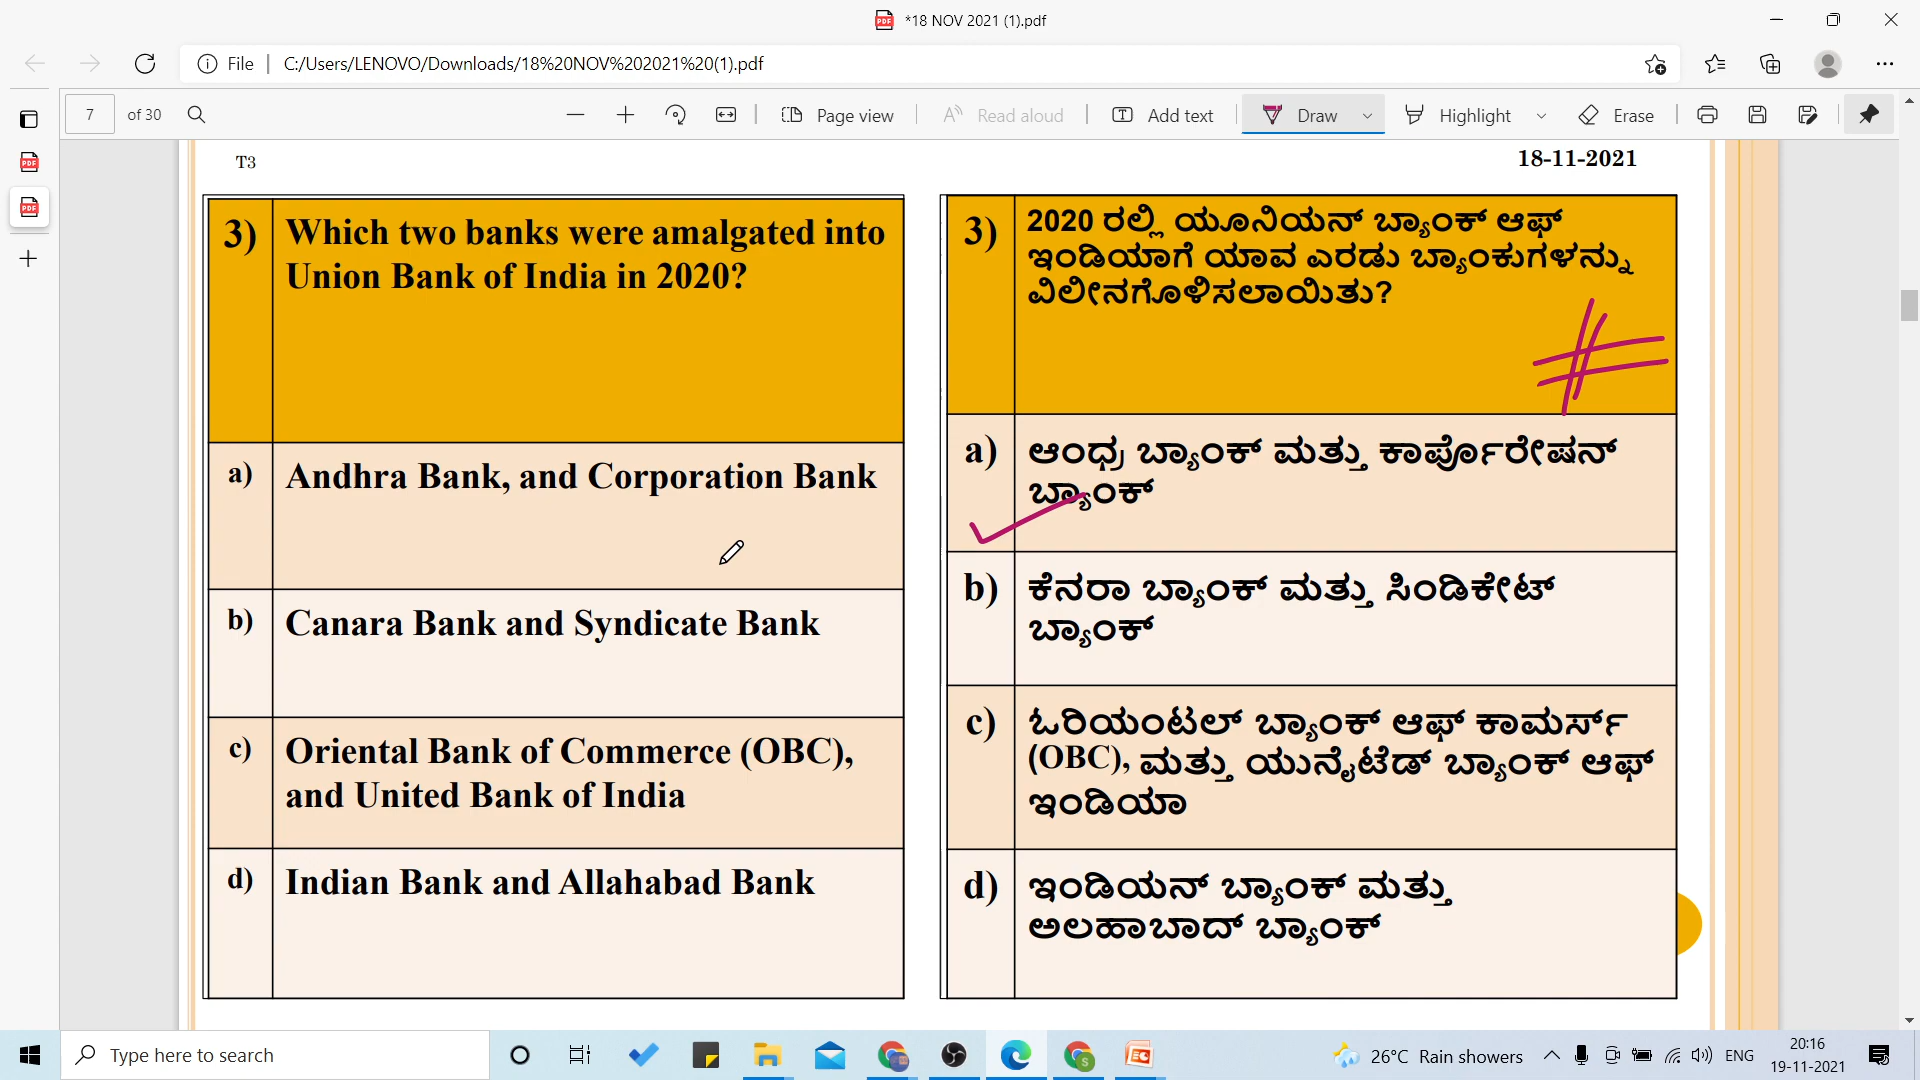 *18 NOV 2021 (1).pdf
File
C:/Users/LENOVO/Downloads/18%20NOV%202021%20(1).pdf
7 of 30
Page view
Read aloud
Add text
Draw
Highlight
Erase
T3
18-11-2021
3) Which two banks were amalgated into
Union Bank of India in 2020?
a) Andhra Bank, and Corporation Bank
b) Canara Bank and Syndicate Bank
c) Oriental Bank of Commerce (OBC),
and United Bank of India
d) Indian Bank and Allahabad Bank
3) 2020 ರಲ್ಲಿ ಯೂನಿಯನ್ ಬ್ಯಾಂಕ್ ಆಫ್
ಇಂಡಿಯಾಗೆ ಯಾವ ಎರಡು ಬ್ಯಾಂಕುಗಳನ್ನು
ವಿಲೀನಗೊಳಿಸಲಾಯಿತು?
a) ಆಂಧ್ರ ಬ್ಯಾಂಕ್ ಮತ್ತು ಕಾರ್ಪೊರೇಷನ್
ಬ್ಯಾಂಕ್
b) ಕೆನರಾ ಬ್ಯಾಂಕ್ ಮತ್ತು ಸಿಂಡಿಕೇಟ್
ಬ್ಯಾಂಕ್
c) ಓರಿಯಂಟಲ್ ಬ್ಯಾಂಕ್ ಆಫ್ ಕಾಮರ್ಸ್
(OBC), ಮತ್ತು ಯುನೈಟೆಡ್ ಬ್ಯಾಂಕ್ ಆಫ್
ಇಂಡಿಯಾ
d) ಇಂಡಿಯನ್ ಬ್ಯಾಂಕ್ ಮತ್ತು
ಅಲಹಾಬಾದ್ ಬ್ಯಾಂಕ್
Type here to search
26°C Rain showers
ENG
20:16
19-11-2021